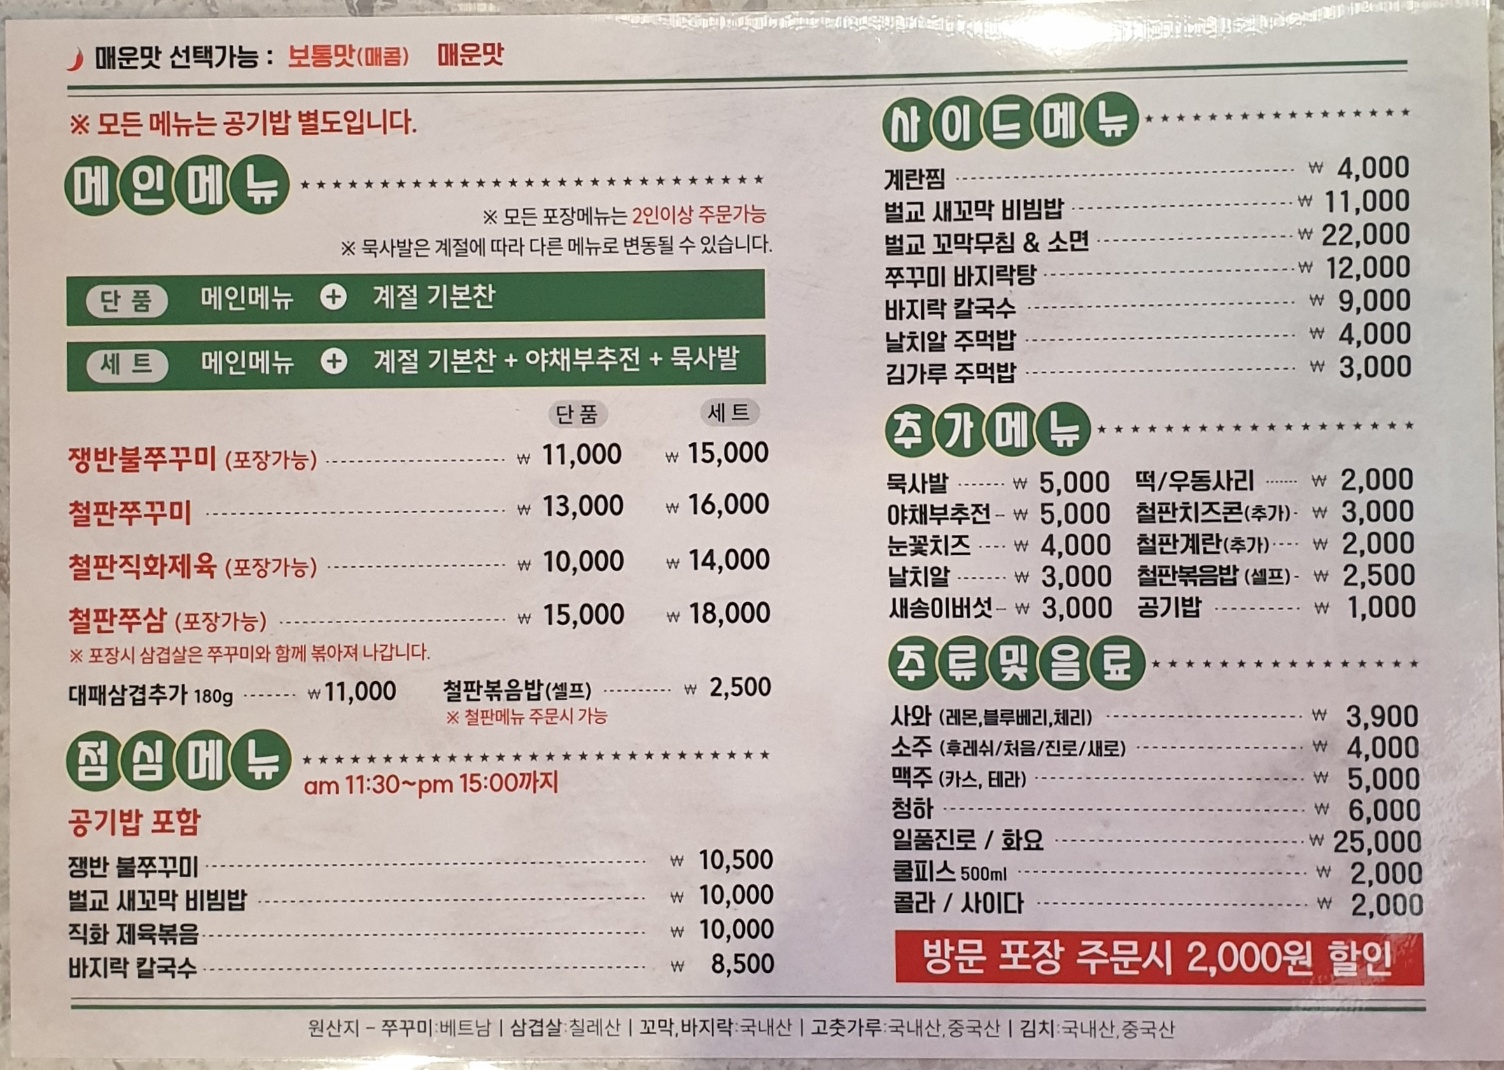 매운맛 선택가능 : 보통맛(매콤) 매운맛
※ 모든 메뉴는 공기밥 별도입니다.
메인메뉴
※ 모든 포장메뉴는 2인이상 주문가능
※ 묵사발은 계절에 따라 다른 메뉴로 변동될 수 있습니다.
단품 메인메뉴 + 계절 기본찬
세트 메인메뉴 + 계절 기본찬 + 야채부추전 + 묵사발
단품 세트
쟁반불쭈꾸미 (포장가능) ₩ 11,000 ₩ 15,000
철판쭈꾸미 ₩ 13,000 ₩ 16,000
철판직화제육 (포장가능) ₩ 10,000 ₩ 14,000
철판쭈삼 (포장가능) ₩ 15,000 ₩ 18,000
※ 포장시 삼겹살은 쭈꾸미와 함께 볶아져 나갑니다.
대패삼겹추가 180g ₩ 11,000 철판볶음밥(셀프) ₩ 2,500
※ 철판메뉴 주문시 가능
점심메뉴
am 11:30~pm 15:00까지
공기밥 포함
쟁반 불쭈꾸미 ₩ 10,500
벌교 새꼬막 비빔밥 ₩ 10,000
직화 제육볶음 ₩ 10,000
바지락 칼국수 ₩ 8,500
사이드메뉴
계란찜 ₩ 4,000
벌교 새꼬막 비빔밥 ₩ 11,000
벌교 꼬막무침 & 소면 ₩ 22,000
쭈꾸미 바지락탕 ₩ 12,000
바지락 칼국수 ₩ 9,000
날치알 주먹밥 ₩ 4,000
김가루 주먹밥 ₩ 3,000
추가메뉴
묵사발 ₩ 5,000 떡/우동사리 ₩ 2,000
야채부추전 ₩ 5,000 철판치즈콘(추가) ₩ 3,000
눈꽃치즈 ₩ 4,000 철판계란(추가) ₩ 2,000
날치알 ₩ 3,000 철판볶음밥 (셀프) ₩ 2,500
새송이버섯 ₩ 3,000 공기밥 ₩ 1,000
주류및음료
사와 (레몬,블루베리,체리) ₩ 3,900
소주 (후레쉬/처음/진로/새로) ₩ 4,000
맥주 (카스, 테라) ₩ 5,000
청하 ₩ 6,000
일품진로 / 화요 ₩ 25,000
쿨피스 500ml ₩ 2,000
콜라 / 사이다 ₩ 2,000
방문 포장 주문시 2,000원 할인
원산지 - 쭈꾸미:베트남 | 삼겹살:칠레산 | 꼬막,바지락:국내산 | 고춧가루:국내산,중국산 | 김치:국내산,중국산